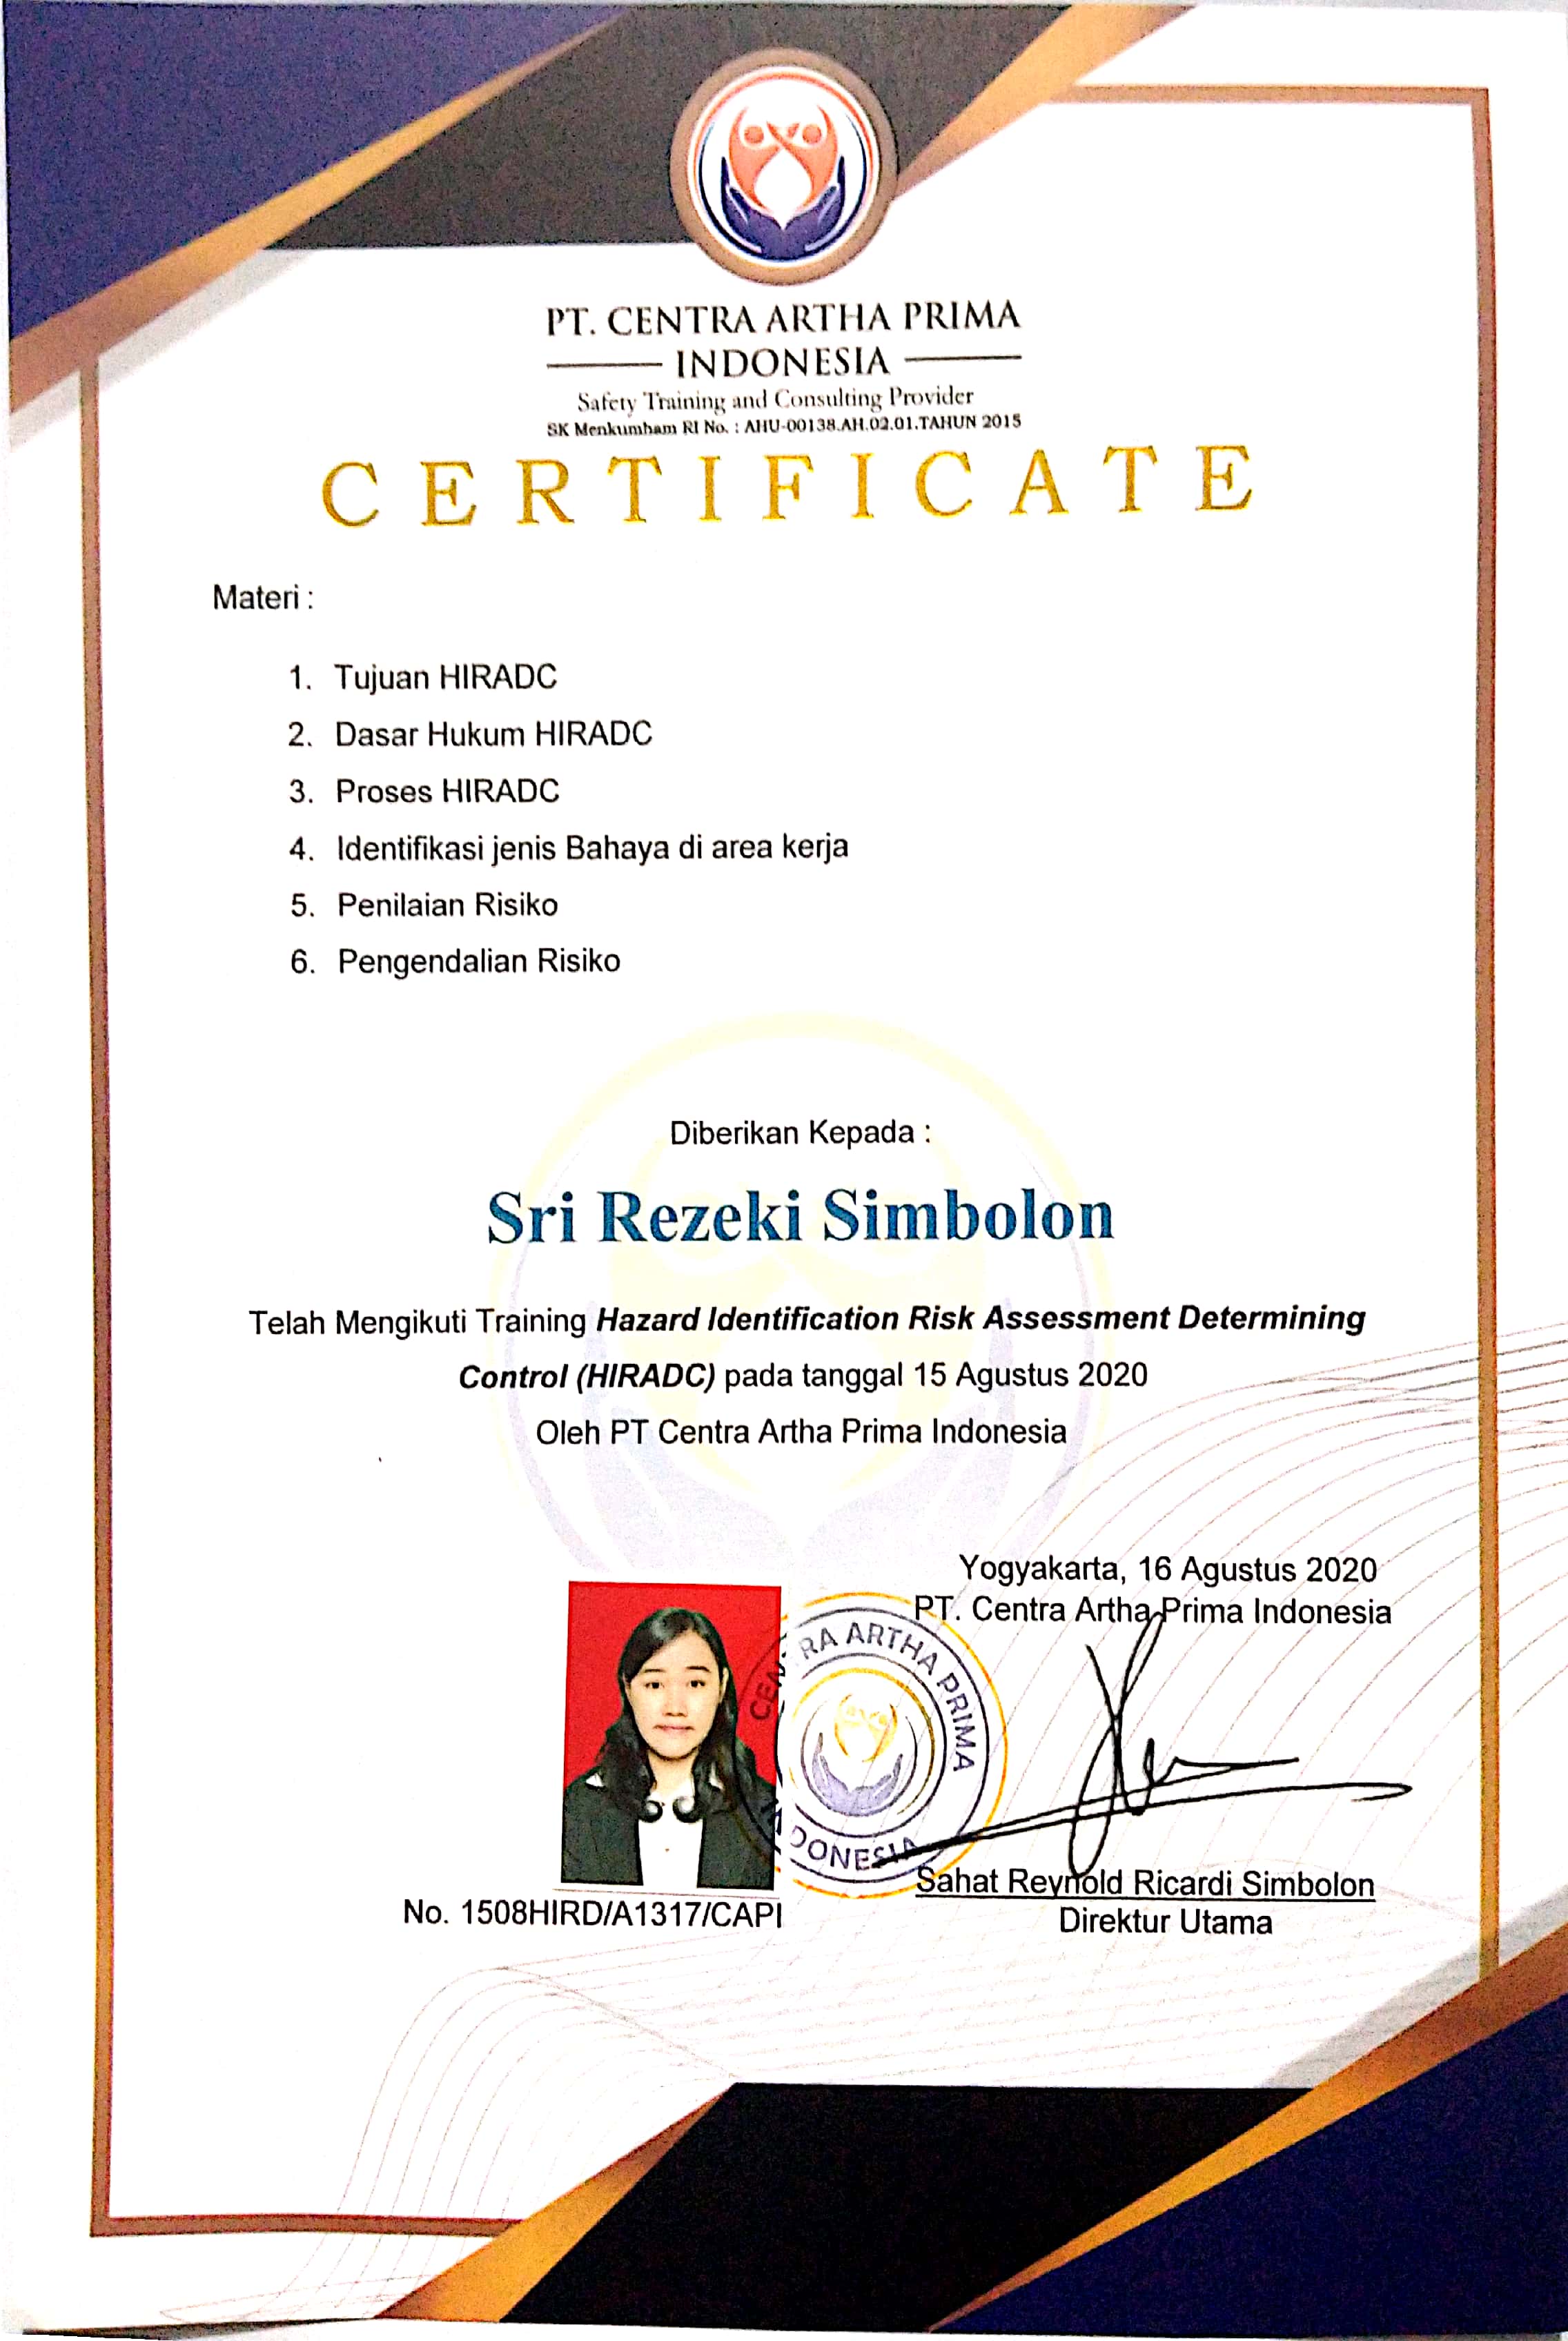 PT. CENTRA ARTHA PRIMA
INDONESIA
Safety Training and Consulting Provider
SK Menkumham RI No. : AHU-00138.AH.02.01.TAHUN 2015
CERTIFICATE
Materi :
1. Tujuan HIRADC
2. Dasar Hukum HIRADC
3. Proses HIRADC
4. Identifikasi jenis Bahaya di area kerja
5. Penilaian Risiko
6. Pengendalian Risiko
Diberikan Kepada :
Sri Rezeki Simbolon
Telah Mengikuti Training Hazard Identification Risk Assessment Determining
Control (HIRADC) pada tanggal 15 Agustus 2020
Oleh PT Centra Artha Prima Indonesia
Yogyakarta, 16 Agustus 2020
PT. Centra Artha Prima Indonesia
CENTRA ARTHA PRIMA
INDONESIA
Sahat Reynold Ricardi Simbolon
Direktur Utama
No. 1508HIRD/A1317/CAPI